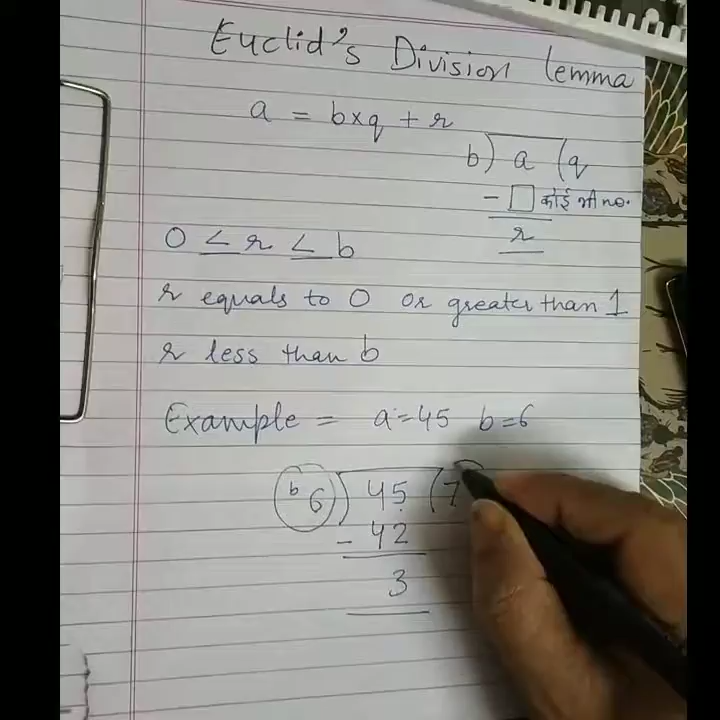 Euclid's Division lemma
a = b×q + r
b) a (q
- □ कोई भी no.
r
0 ≤ r ≤ b
r equals to 0 or greater than 1
r less than b
Example = a=45 b=6
b 6) 45 (7
- 42
3